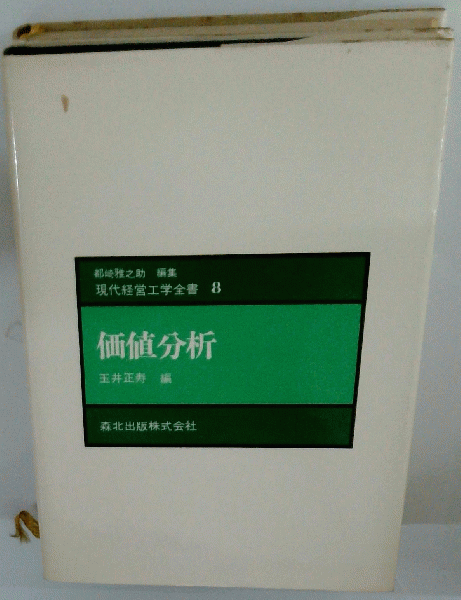 都崎雅之助 編集
現代経営工学全書 8
価値分析
玉井正寿 編
森北出版株式会社